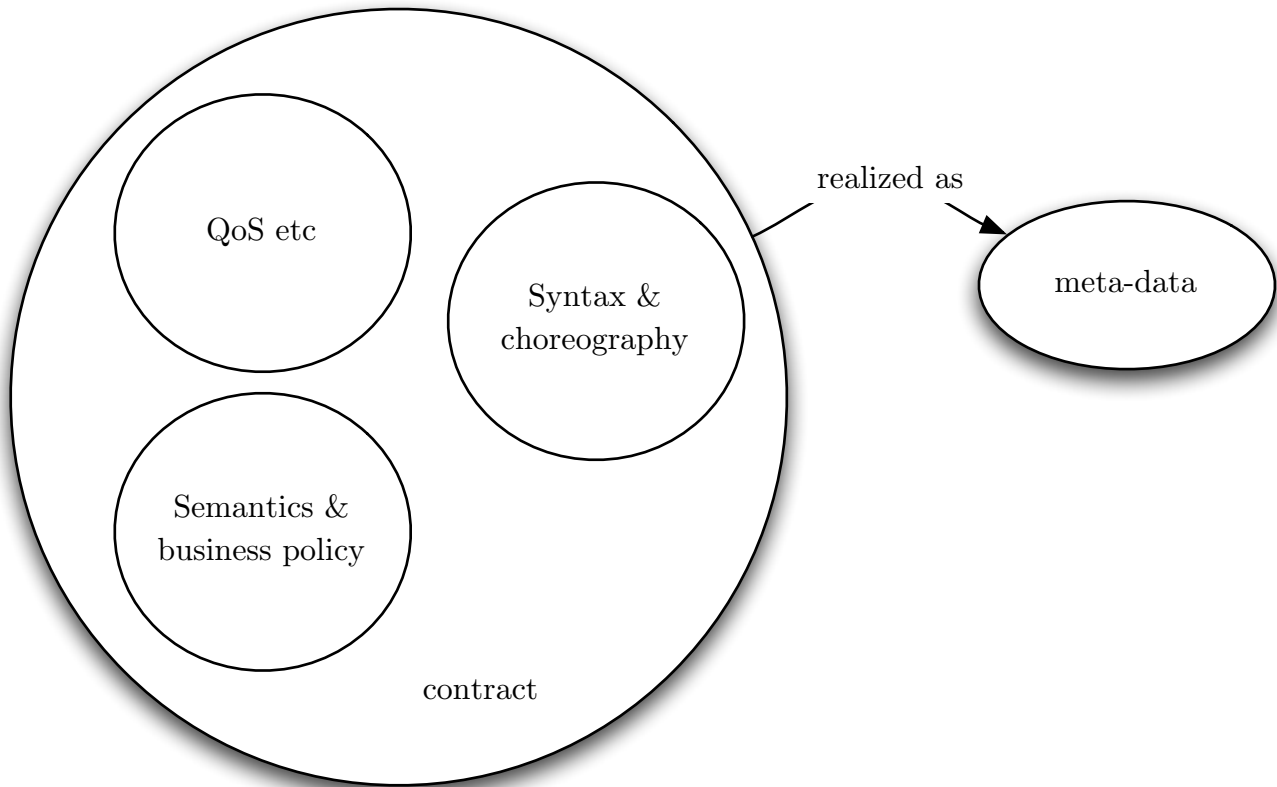 realized as
QoS etc
meta-data
Syntax &
choreography
Semantics &
business policy
contract